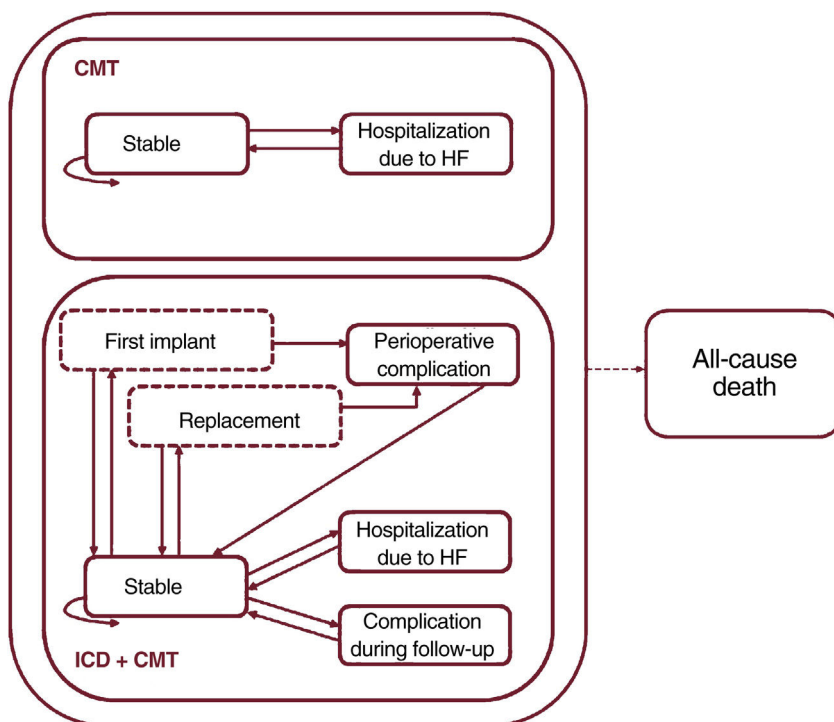 CMT
Stable
Hospitalization
due to HF
First implant
Perioperative
complication
Replacement
All-cause
death
Hospitalization
due to HF
Stable
Complication
during follow-up
ICD + CMT